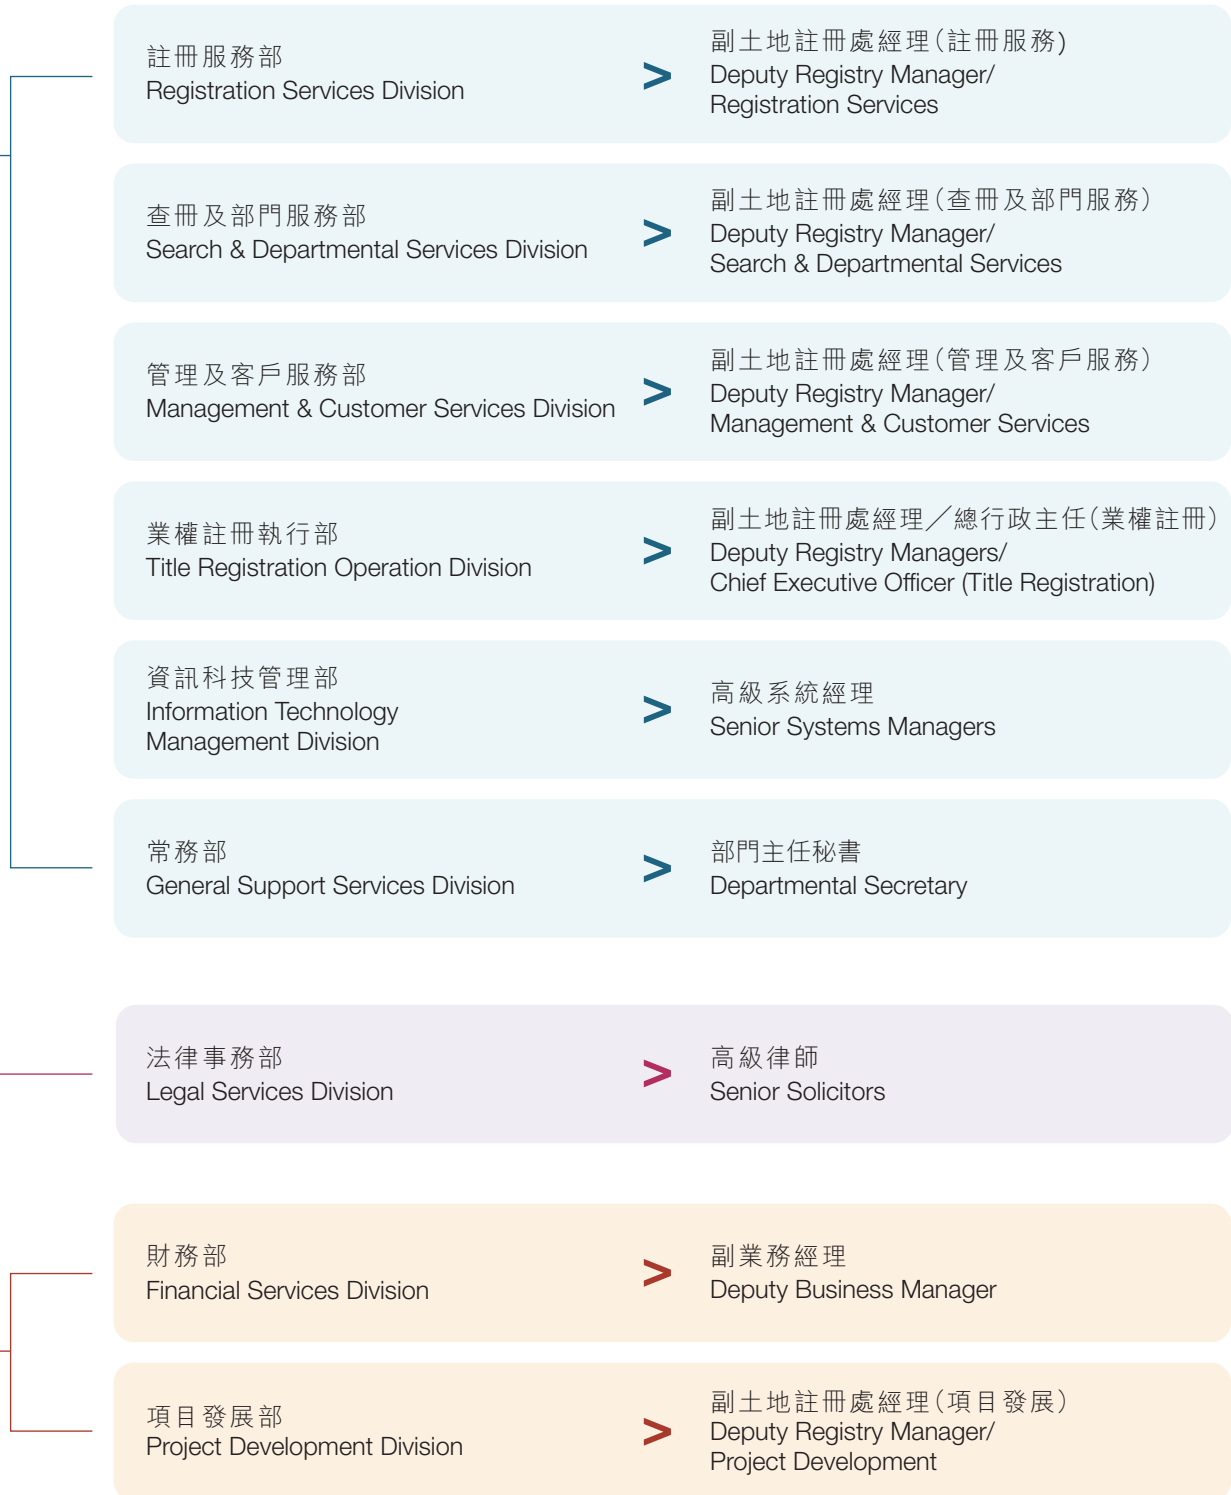 註冊服務部
Registration Services Division
>
副土地註冊處經理(註冊服務)
Deputy Registry Manager/
Registration Services
查冊及部門服務部
Search & Departmental Services Division
>
副土地註冊處經理(查冊及部門服務)
Deputy Registry Manager/
Search & Departmental Services
管理及客戶服務部
Management & Customer Services Division
>
副土地註冊處經理(管理及客戶服務)
Deputy Registry Manager/
Management & Customer Services
業權註冊執行部
Title Registration Operation Division
>
副土地註冊處經理/總行政主任(業權註冊)
Deputy Registry Managers/
Chief Executive Officer (Title Registration)
資訊科技管理部
Information Technology
Management Division
>
高級系統經理
Senior Systems Managers
常務部
General Support Services Division
>
部門主任秘書
Departmental Secretary
法律事務部
Legal Services Division
>
高級律師
Senior Solicitors
財務部
Financial Services Division
>
副業務經理
Deputy Business Manager
項目發展部
Project Development Division
>
副土地註冊處經理(項目發展)
Deputy Registry Manager/
Project Development